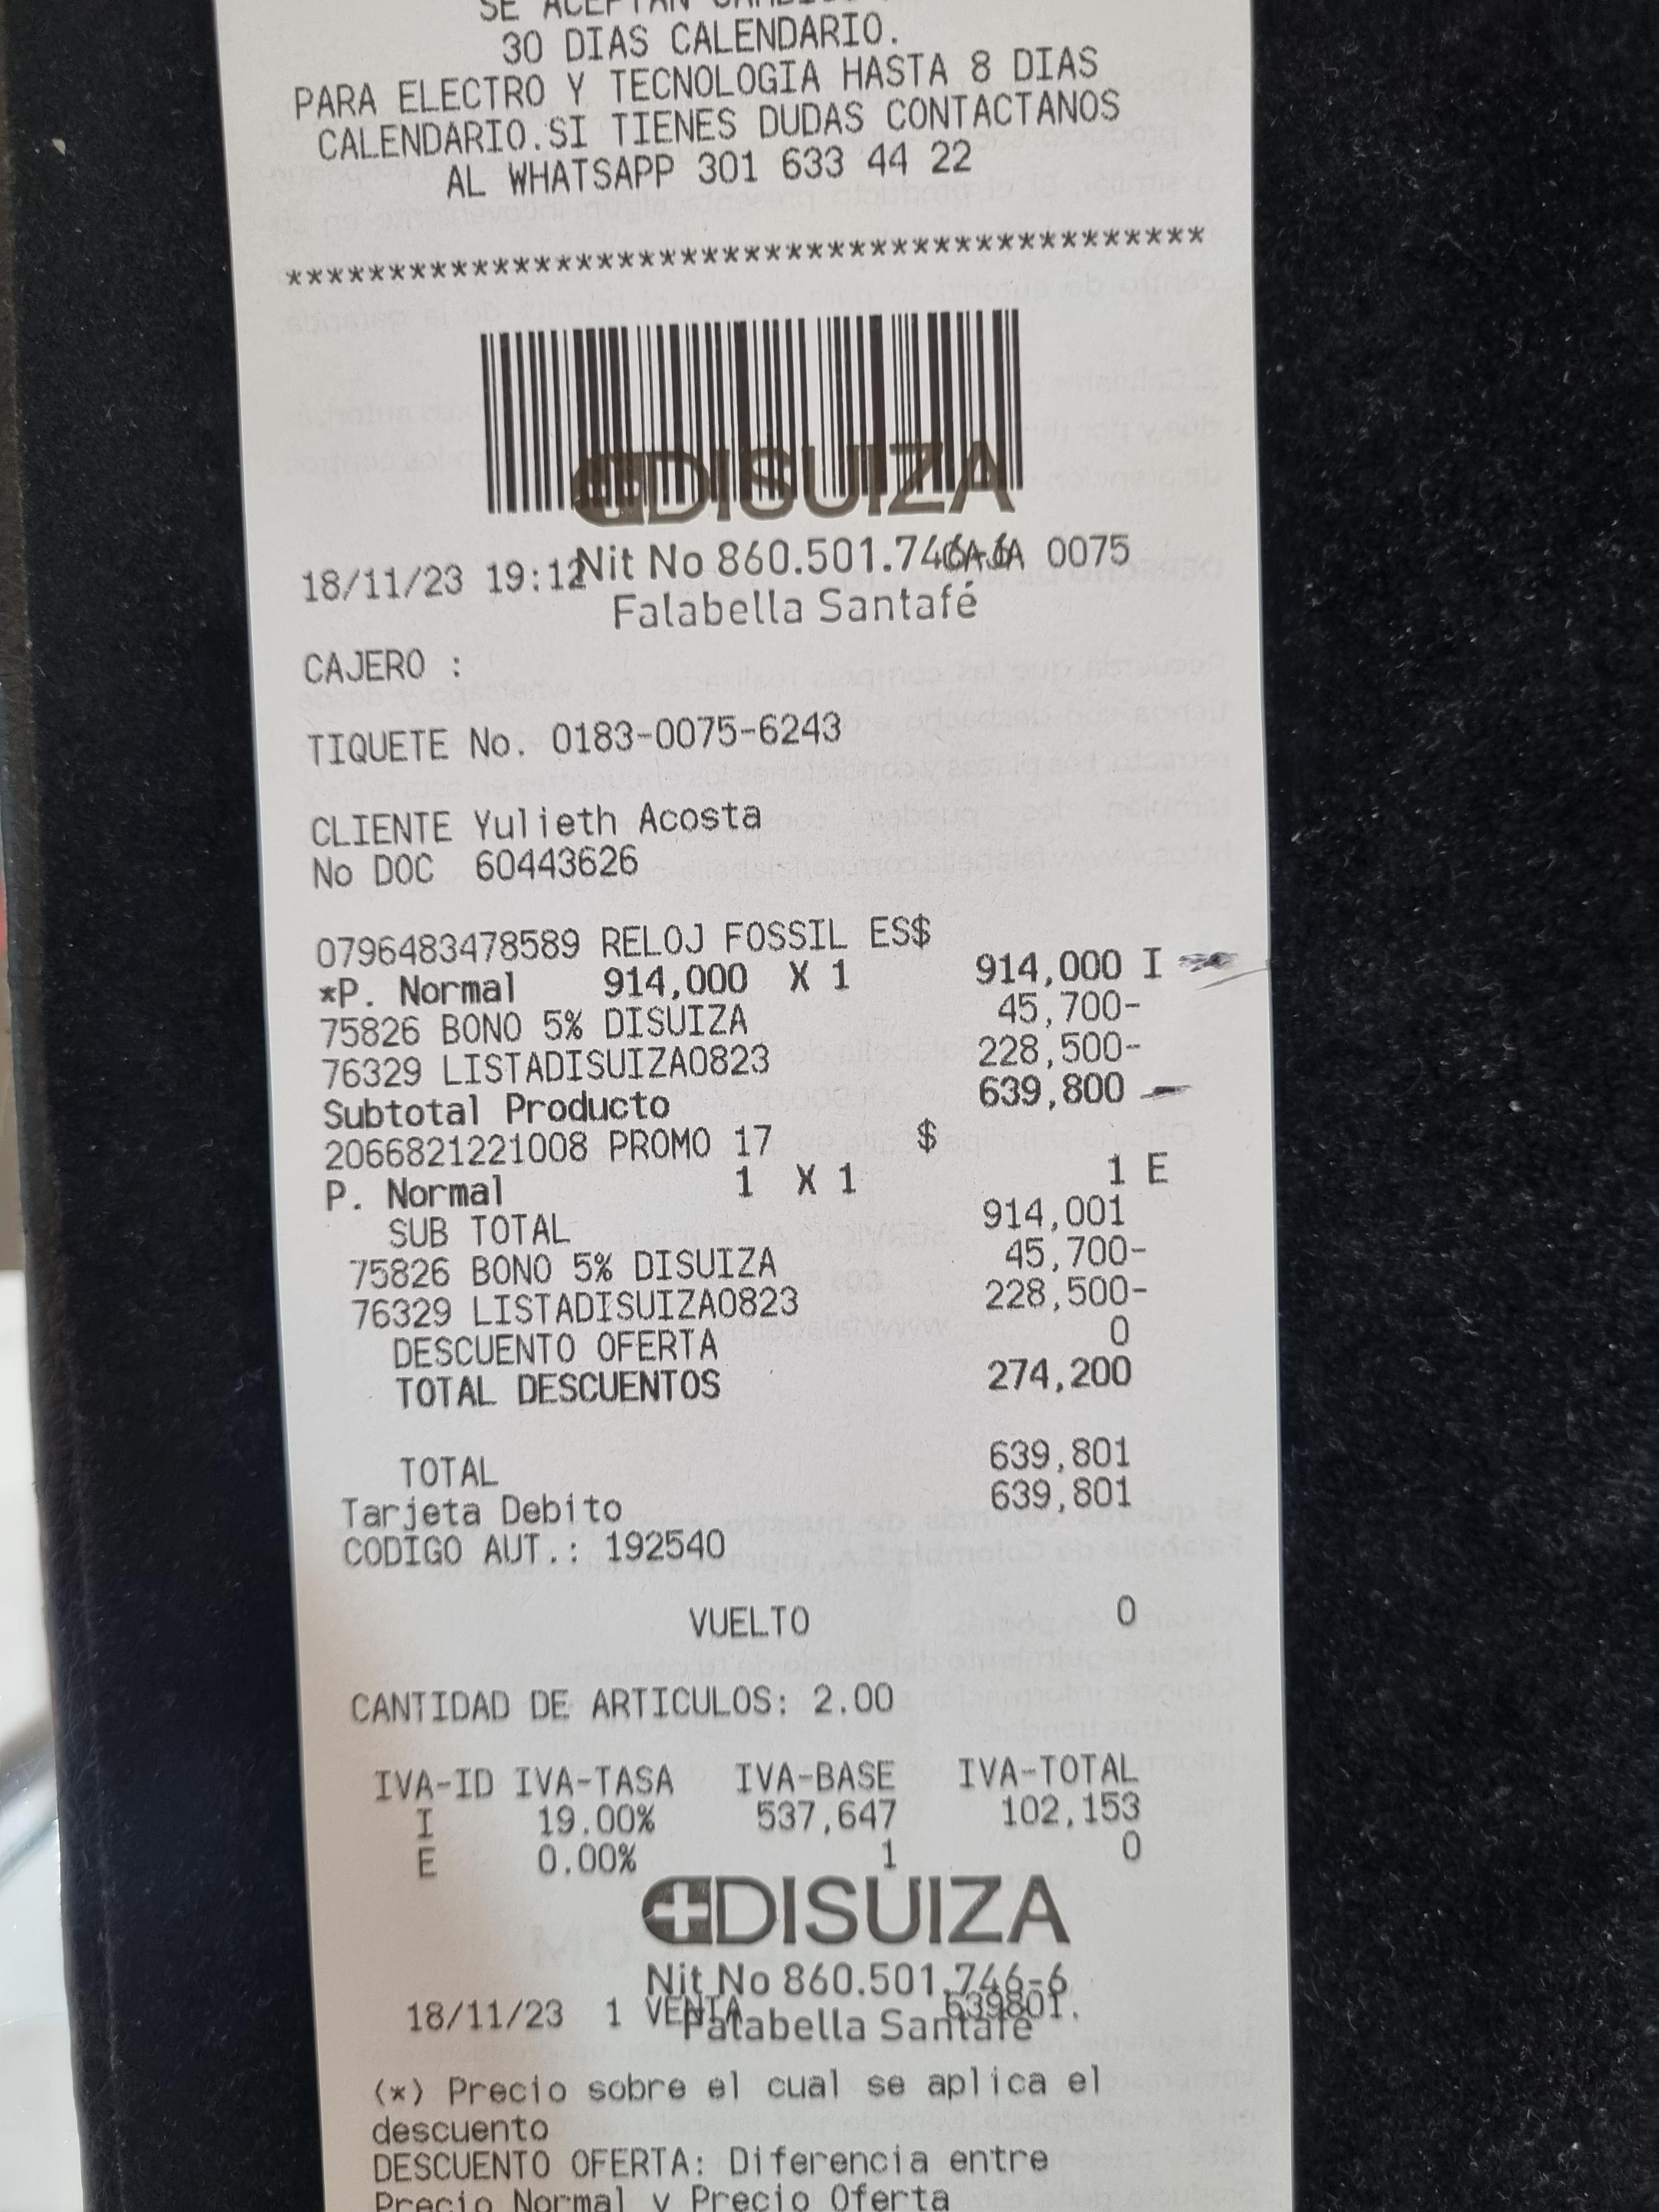 SE ACEPTAN CAMBIOS
30 DIAS CALENDARIO.
PARA ELECTRO Y TECNOLOGIA HASTA 8 DIAS
CALENDARIO.SI TIENES DUDAS CONTACTANOS
AL WHATSAPP 301 633 44 22
*********************************************
DISUIZA
Nit No 860.501.746-6
Falabella Santafé
18/11/23 19:12 CAJA 0075
CAJERO :
TIQUETE No. 0183-0075-6243
CLIENTE Yulieth Acosta
No DOC 60443626
0796483478589 RELOJ FOSSIL ES$
*P. Normal 914,000 X 1 914,000 I
75826 BONO 5% DISUIZA 45,700-
76329 LISTADISUIZA0823 228,500-
Subtotal Producto 639,800
2066821221008 PROMO 17 $
P. Normal 1 X 1 1 E
SUB TOTAL 914,001
75826 BONO 5% DISUIZA 45,700-
76329 LISTADISUIZA0823 228,500-
DESCUENTO OFERTA 0
TOTAL DESCUENTOS 274,200
TOTAL 639,801
Tarjeta Debito 639,801
CODIGO AUT.: 192540
VUELTO 0
CANTIDAD DE ARTICULOS: 2.00
IVA-ID IVA-TASA IVA-BASE IVA-TOTAL
I 19.00% 537,647 102,153
E 0.00% 1 0
DISUIZA
Nit No 860.501.746-6
Falabella Santafé
18/11/23 1 VENTA 639801.
(*) Precio sobre el cual se aplica el
descuento
DESCUENTO OFERTA: Diferencia entre
Precio Normal y Precio Oferta